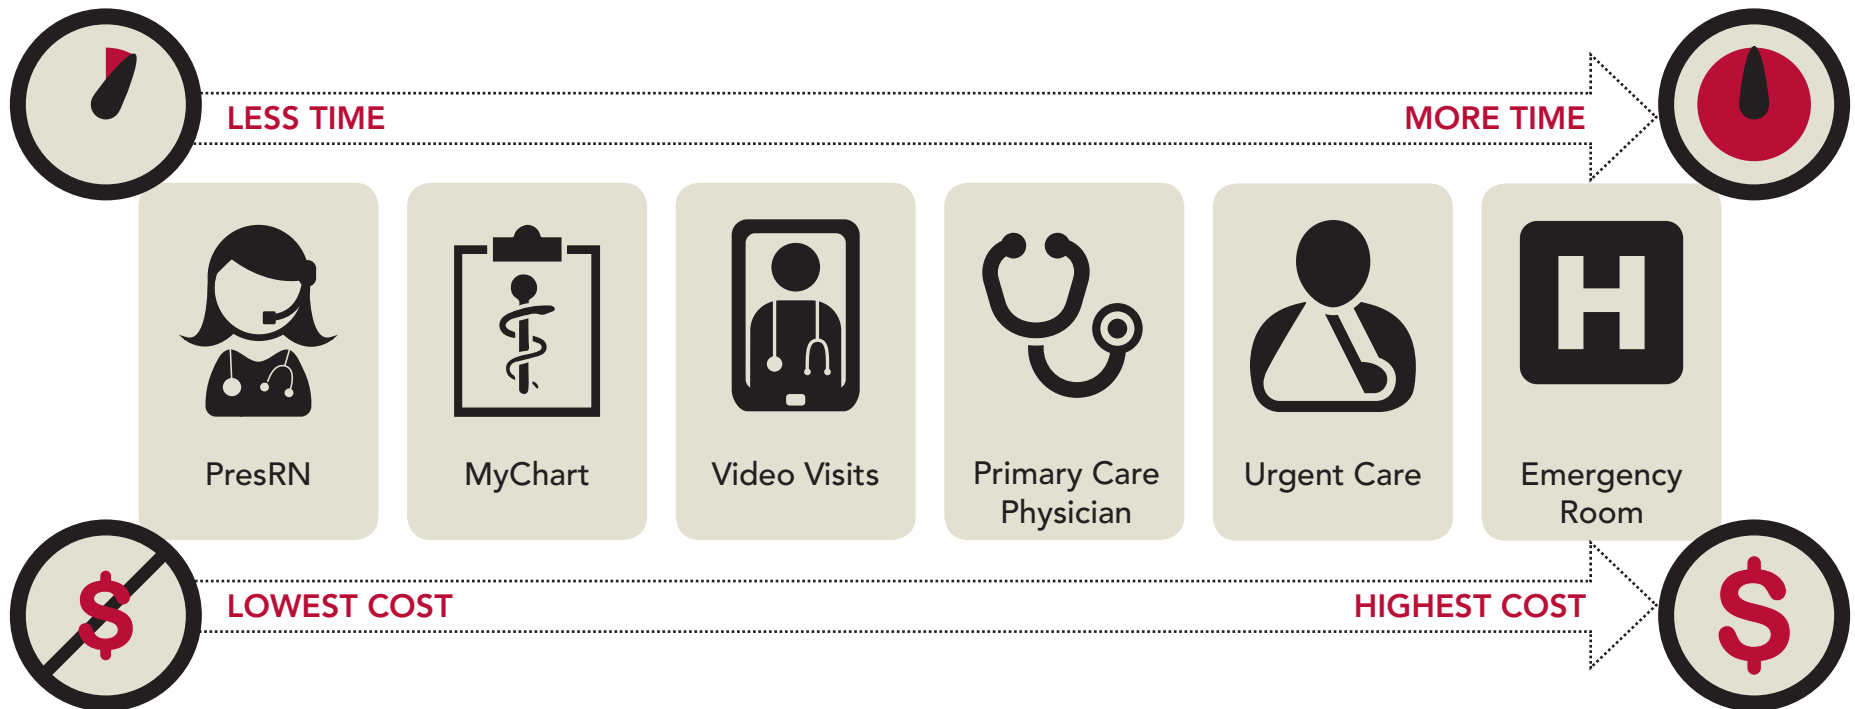 LESS TIME
MORE TIME
H
PresRN
MyChart
Video Visits
Primary Care
Physician
Urgent Care
Emergency
Room
$
LOWEST COST
HIGHEST COST
$